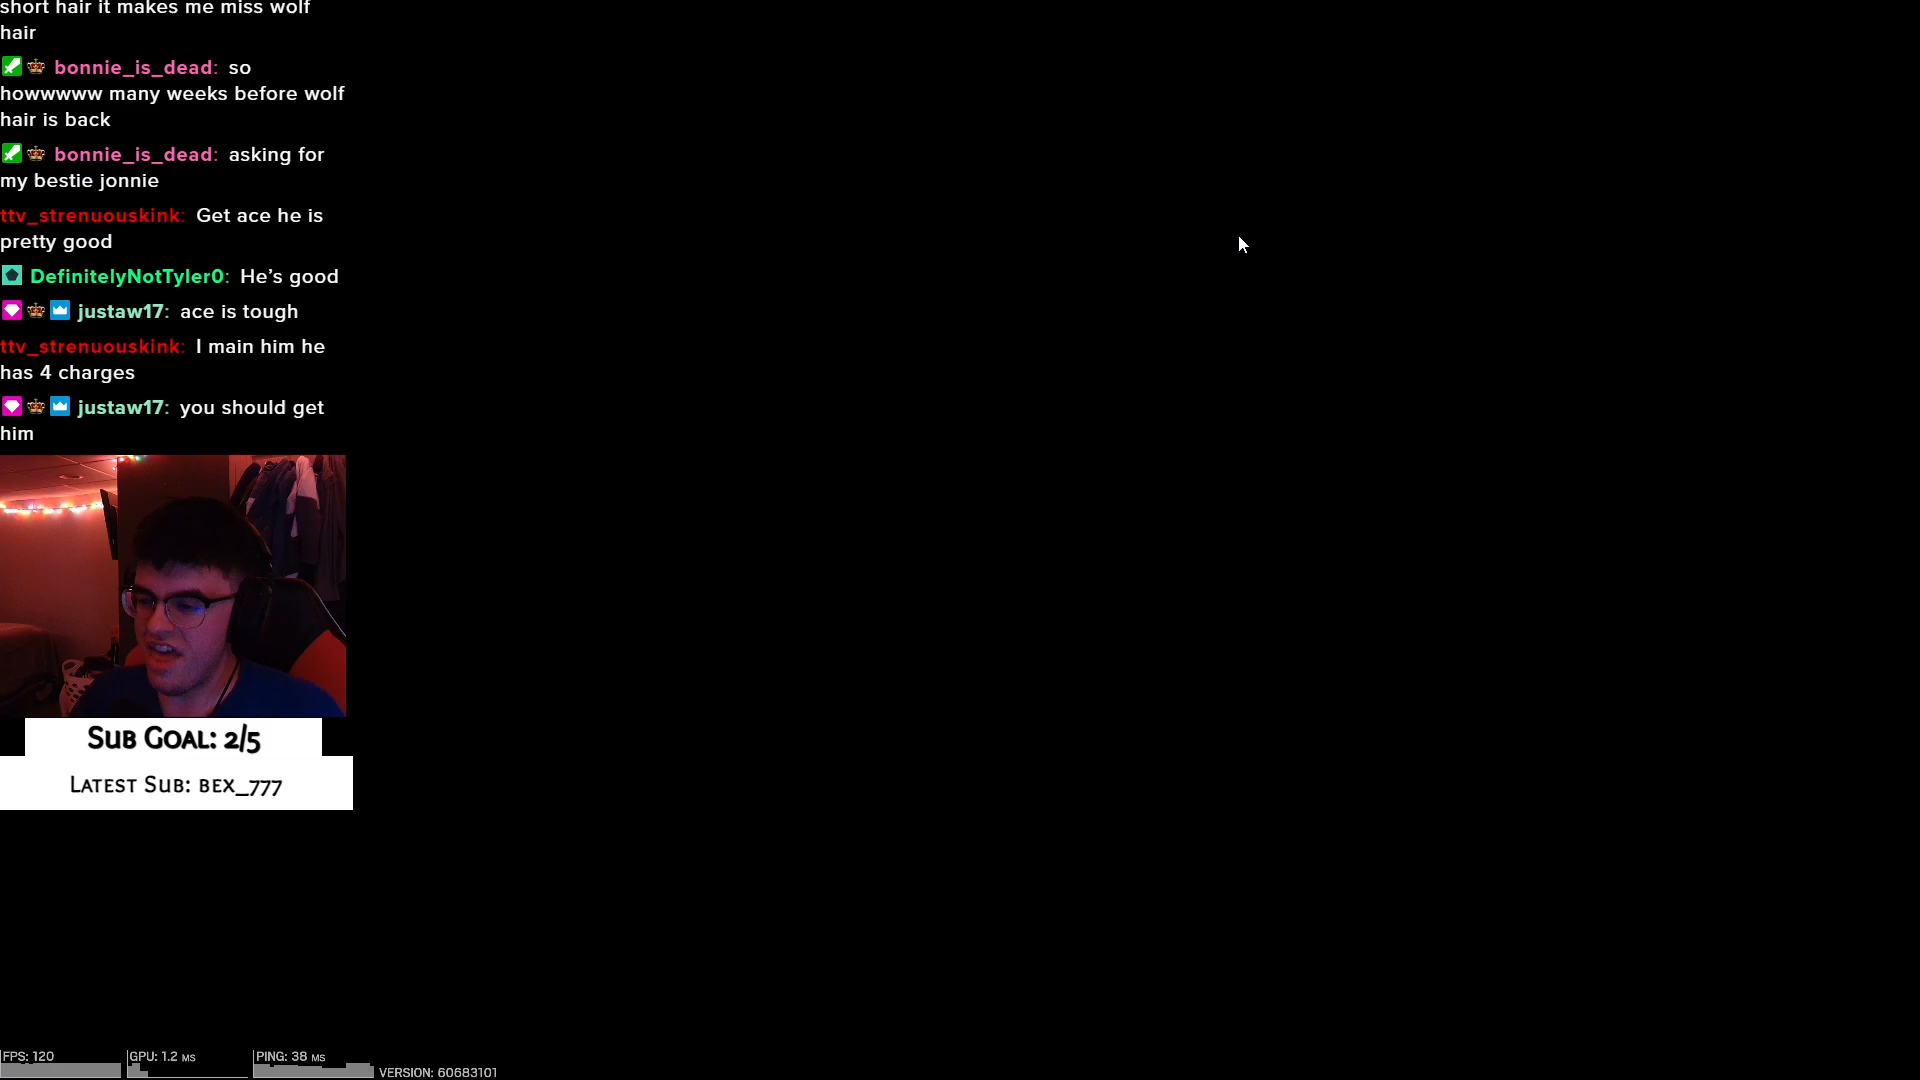 short hair it makes me miss wolf
hair
bonnie_is_dead: so
howwwww many weeks before wolf
hair is back
bonnie_is_dead: asking for
my bestie jonnie
ttv_strenuouskink: Get ace he is
pretty good
DefinitelyNotTyler0: He’s good
justaw17: ace is tough
ttv_strenuouskink: I main him he
has 4 charges
justaw17: you should get
him
Sub Goal: 2/5
Latest Sub: bex_777
FPS: 120 GPU: 1.2 MS PING: 38 MS
VERSION: 60683101